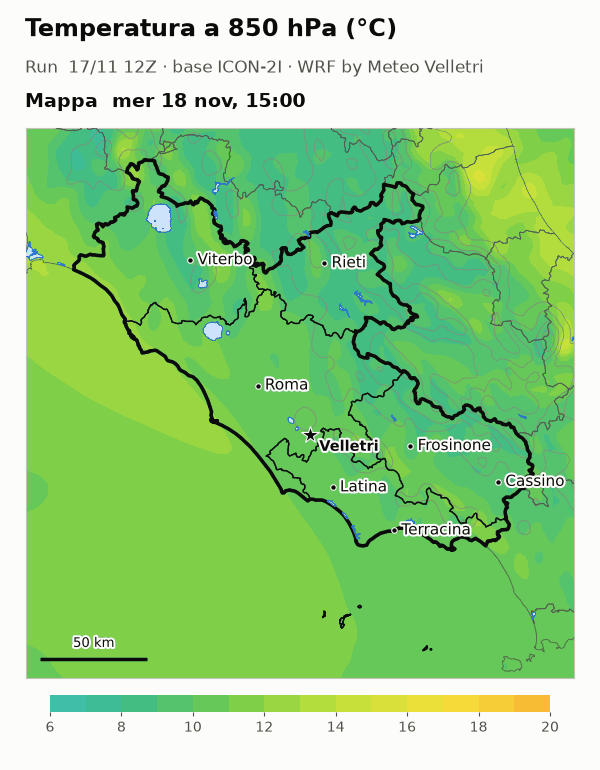 Temperatura a 850 hPa (°C)
Run  17/11 12Z · base ICON-2I · WRF by Meteo Velletri
Mappa  mer 18 nov, 15:00
Viterbo
Rieti
Roma
Velletri
Frosinone
Latina
Cassino
Terracina
50 km
6 8 10 12 14 16 18 20